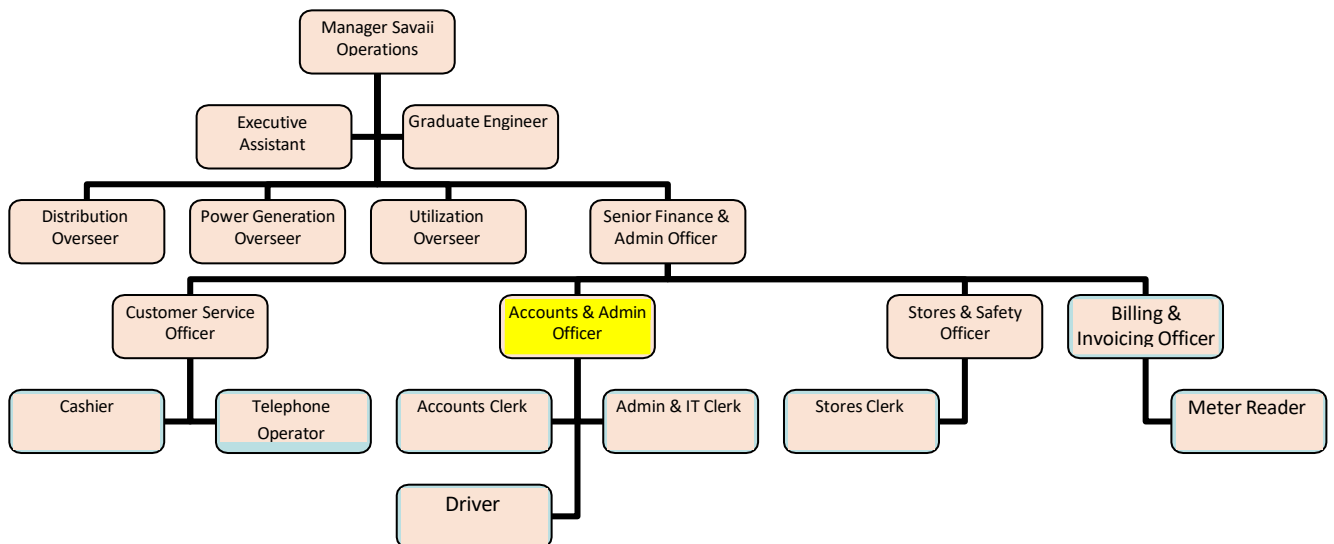 Manager Savaii
Operations
Executive
Assistant
Graduate Engineer
Distribution
Overseer
Power Generation
Overseer
Utilization
Overseer
Senior Finance &
Admin Officer
Customer Service
Officer
Accounts & Admin
Officer
Stores & Safety
Officer
Billing &
Invoicing Officer
Cashier
Telephone
Operator
Accounts Clerk
Admin & IT Clerk
Stores Clerk
Meter Reader
Driver